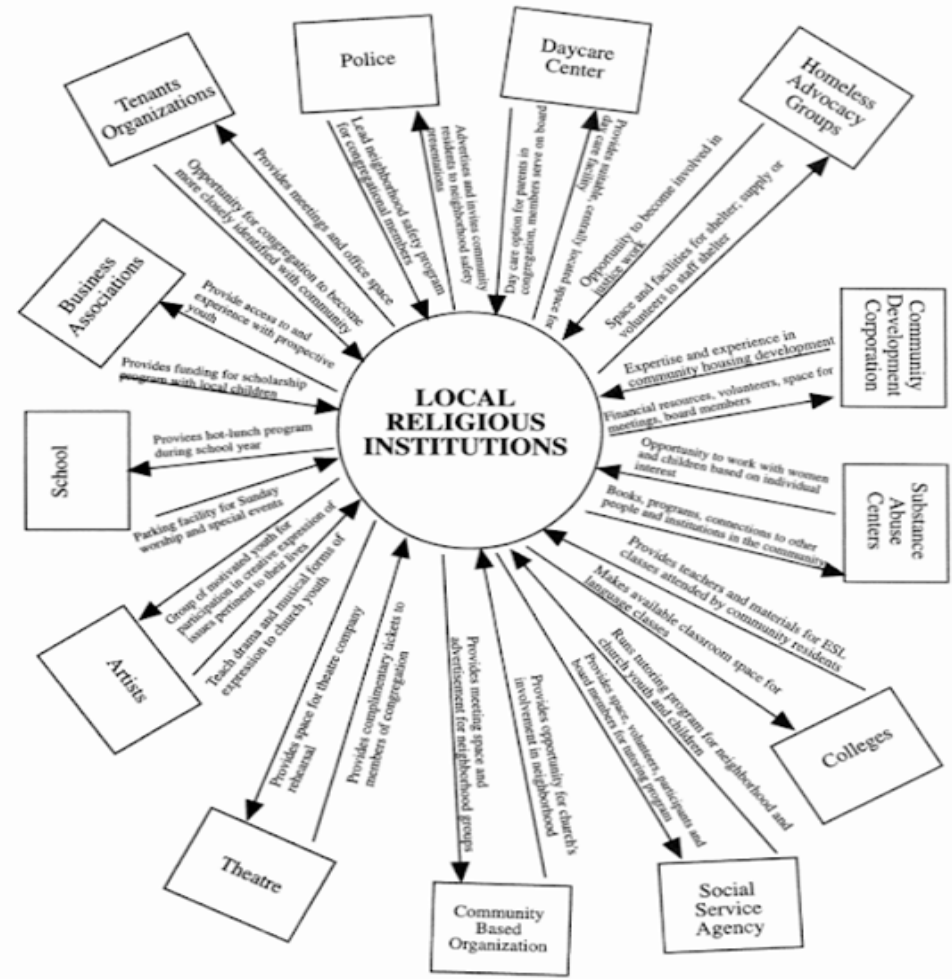 Police
Daycare
Center
Homeless
Advocacy
Groups
Tenants
Organizations
Business
Associations
School
Artists
Theatre
Community
Based
Organization
Social
Service
Agency
Colleges
Substance
Abuse
Centers
Community
Development
Corporation
LOCAL
RELIGIOUS
INSTITUTIONS
Lead neighborhood safety program
for congregational members
Advertises and invites community
residents to neighborhood safety
presentations
Day care option for parents in
congregation, members serve on board
Provides suitable, centrally located space for
day care facility
Opportunity to become involved in
justice work
Space and facilities for shelter; supply or
volunteers to staff shelter
Expertise and experience in
community housing development
Financial resources, volunteers, space for
meetings, board members
Opportunity to work with women
and children based on individual
interest
Books, programs, connections to other
people and institutions in the community
Provides teachers and materials for ESL
classes attended by community residents
Makes available classroom space for
language classes
Runs tutoring program for neighborhood and
church youth and children
Provides space, volunteers, participants and
board members for tutoring program
Provides opportunity for church's
involvement in neighborhood
Provides meeting space and
advertisement for neighborhood groups
Provides complimentary tickets to
members of congregation
Provides space for theatre company
rehearsal
Teach drama and musical forms of
expression to church youth
Group of motivated youth for
participation in creative expression of
issues pertinent to their lives
Parking facility for Sunday
worship and special events
Provices hot-lunch program
during school year
Provides funding for scholarship
program with local children
Provide access to and
experience with prospective
youth
Opportunity for congregation to become
more closely identified with community
Provides meetings and office space